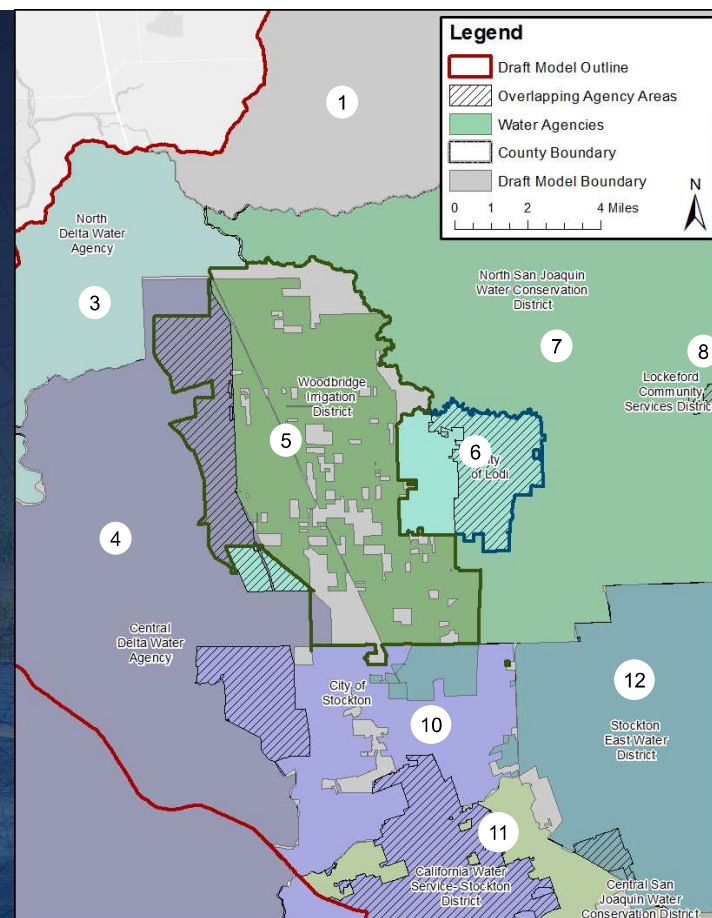 Legend
Draft Model Outline
Overlapping Agency Areas
Water Agencies
County Boundary
Draft Model Boundary
0 1 2 4 Miles
N
1
North
Delta Water
Agency
3
North San Joaquin
Water Conservation
District
7
8
Lockeford
Community
Services District
Woodbridge
Irrigation
District
5
6
of Lodi
4
Central
Delta Water
Agency
City of
Stockton
10
12
Stockton
East Water
District
11
California Water
Service- Stockton
District
Central San
Joaquin Water
Conservation District